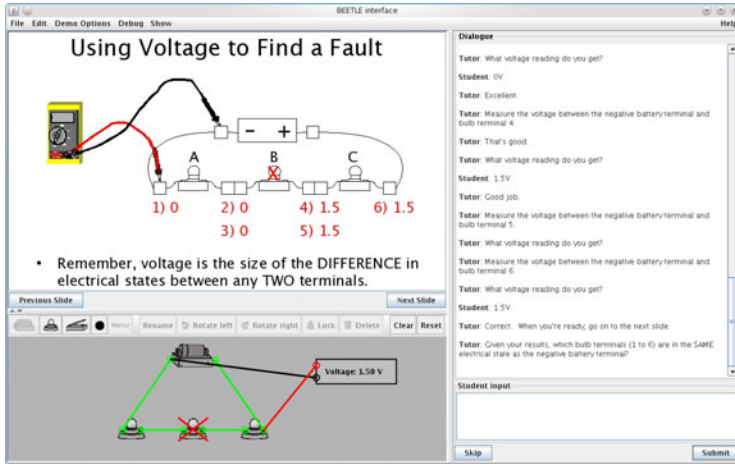 BEETLE interface
File Edit Demo Options Debug Show
Help
Using Voltage to Find a Fault
- +
A B C
1) 0 2) 0 4) 1.5 6) 1.5
3) 0 5) 1.5
• Remember, voltage is the size of the DIFFERENCE in
electrical states between any TWO terminals.
Previous Slide Next Slide
Meter Rename Rotate left Rotate right Lock Delete Clear Reset
Voltage: 1.50 V
Dialogue
Tutor: What voltage reading do you get?
Student: 0V
Tutor: Excellent.
Tutor: Measure the voltage between the negative battery terminal and
bulb terminal 4.
Tutor: That's good.
Tutor: What voltage reading do you get?
Student: 1.5V
Tutor: Good job.
Tutor: Measure the voltage between the negative battery terminal and
bulb terminal 5.
Tutor: What voltage reading do you get?
Tutor: Measure the voltage between the negative battery terminal and
bulb terminal 6.
Tutor: What voltage reading do you get?
Student: 1.5V
Tutor: Correct. When you're ready, go on to the next slide.
Tutor: Given your results, which bulb terminals (1 to 6) are in the SAME
electrical state as the negative battery terminal?
Student input
Skip Submit